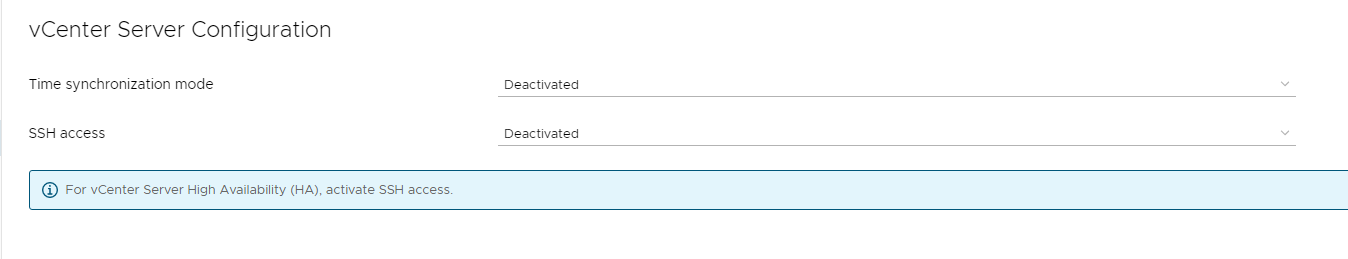 vCenter Server Configuration
Time synchronization mode Deactivated
SSH access Deactivated
For vCenter Server High Availability (HA), activate SSH access.